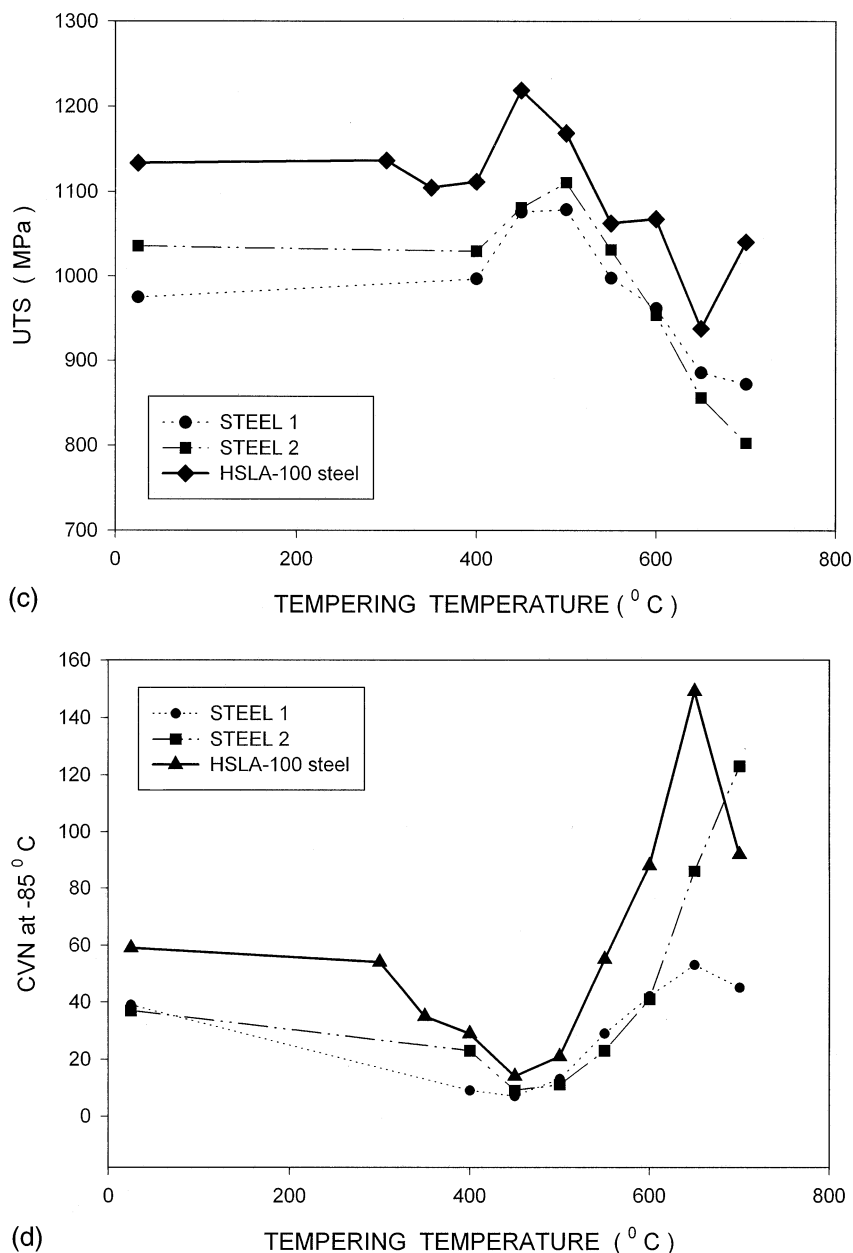 1300
1200
1100
1000
900
800
700
UTS ( MPa )
STEEL 1
STEEL 2
HSLA-100 steel
0 200 400 600 800
(c) TEMPERING TEMPERATURE ( ⁰ C )
160
140
120
100
80
60
40
20
0
CVN at -85⁰ C
STEEL 1
STEEL 2
HSLA-100 steel
0 200 400 600 800
(d) TEMPERING TEMPERATURE ( ⁰ C )